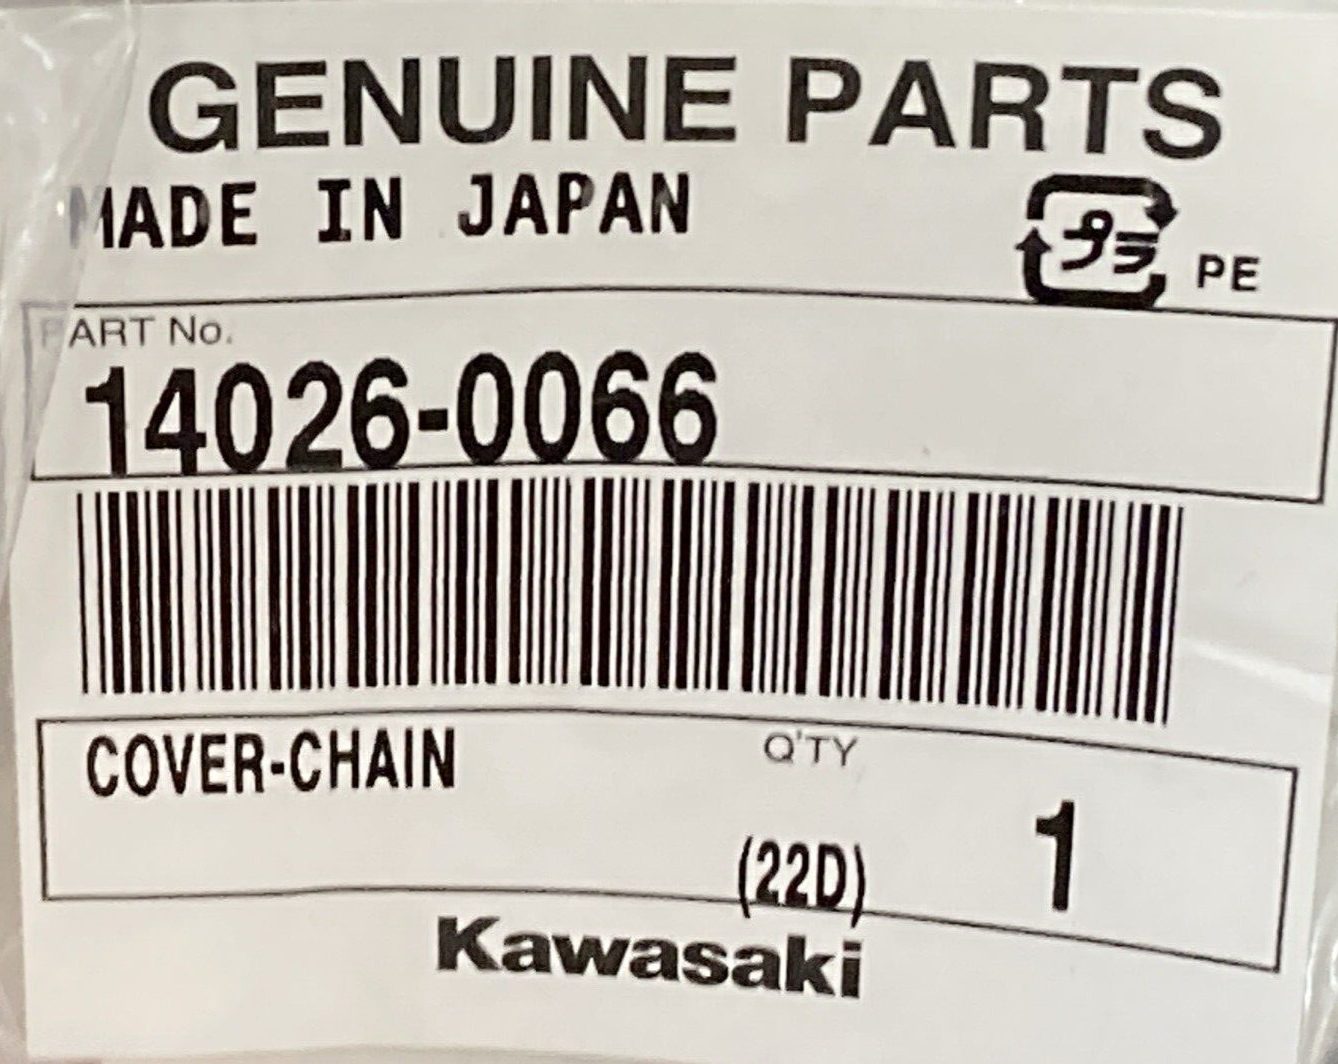 GENUINE PARTS
MADE IN JAPAN
プラ PE
PART No.
14026-0066
COVER-CHAIN Q'TY
(22D) 1
Kawasaki